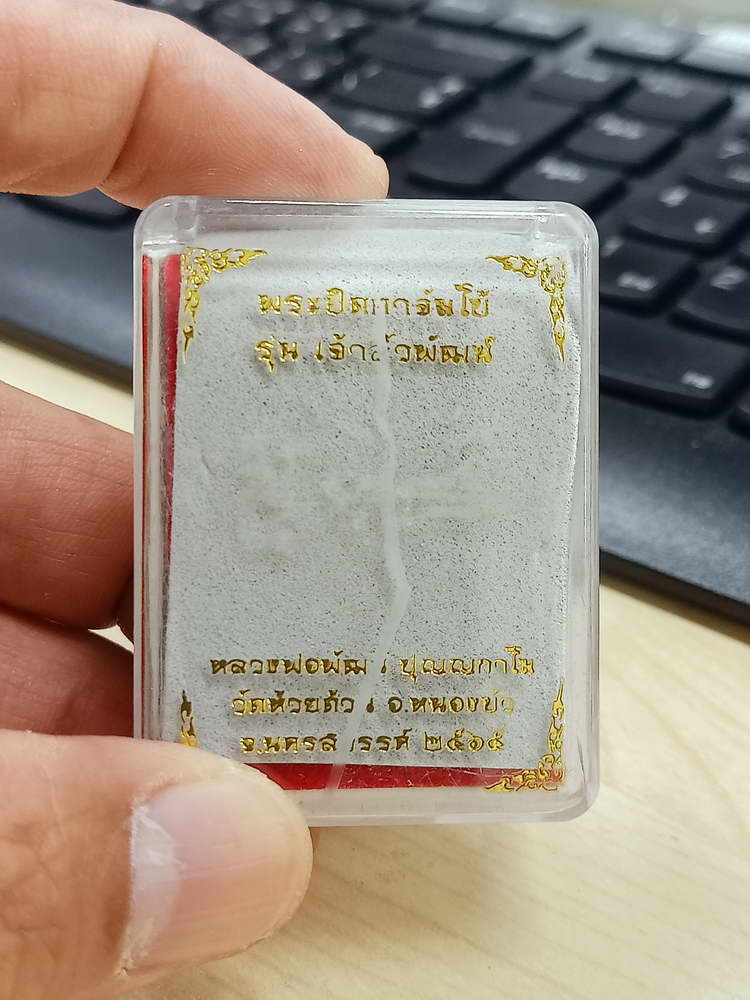 พระปิดตาจัมโบ้
รุ่น เจ้าสัวพัฒน์
หลวงพ่อพัฒน์ ปุญญกาโม
วัดห้วยด้วน อ.หนองบัว
จ.นครสวรรค์ ๒๕๖๕